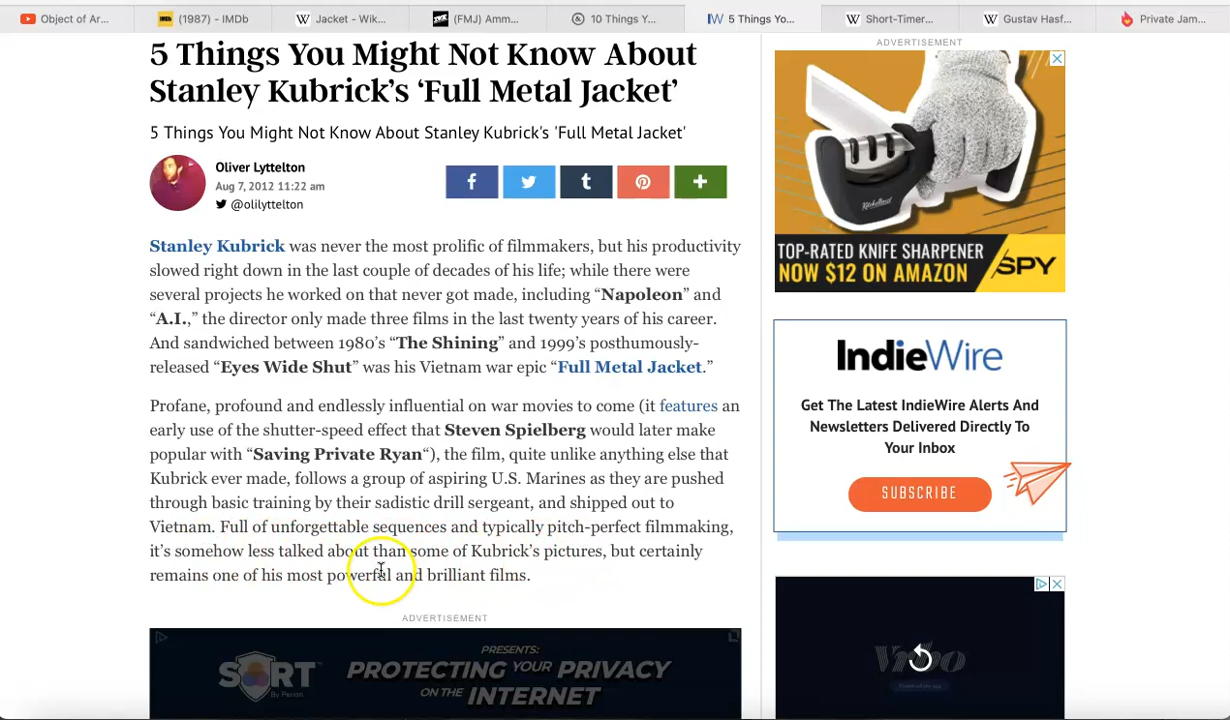 Object of Ar...
IMDb
(1987) - IMDb
W
Jacket - Wik...
(FMJ) Amm...
10 Things Y...
IW
5 Things Yo...
W
Short-Timer...
W
Gustav Hasf...
Private Jam...
5 Things You Might Not Know About
Stanley Kubrick's 'Full Metal Jacket'
5 Things You Might Not Know About Stanley Kubrick's 'Full Metal Jacket'
Oliver Lyttelton
Aug 7, 2012 11:22 am
@olilyttelton
f
t
+
Stanley Kubrick was never the most prolific of filmmakers, but his productivity
slowed right down in the last couple of decades of his life; while there were
several projects he worked on that never got made, including “Napoleon” and
“A.I.,” the director only made three films in the last twenty years of his career.
And sandwiched between 1980’s “The Shining” and 1999’s posthumously-
released “Eyes Wide Shut” was his Vietnam war epic “Full Metal Jacket.”
Profane, profound and endlessly influential on war movies to come (it features an
early use of the shutter-speed effect that Steven Spielberg would later make
popular with “Saving Private Ryan“), the film, quite unlike anything else that
Kubrick ever made, follows a group of aspiring U.S. Marines as they are pushed
through basic training by their sadistic drill sergeant, and shipped out to
Vietnam. Full of unforgettable sequences and typically pitch-perfect filmmaking,
it’s somehow less talked about than some of Kubrick’s pictures, but certainly
remains one of his most powerful and brilliant films.
ADVERTISEMENT
SORT
By Perion
PRESENTS:
PROTECTING YOUR PRIVACY
ON THE INTERNET
ADVERTISEMENT
TOP-RATED KNIFE SHARPENER
NOW $12 ON AMAZON
SPY
IndieWire
Get The Latest IndieWire Alerts And
Newsletters Delivered Directly To
Your Inbox
SUBSCRIBE
Vrbo